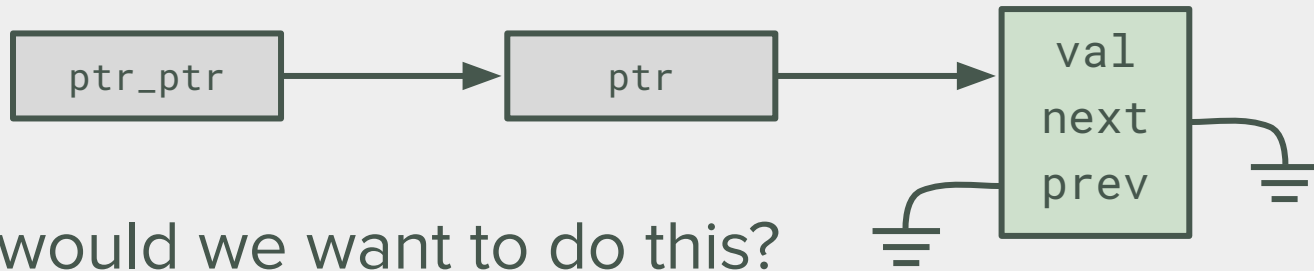 ptr_ptr
ptr
val
next
prev
would we want to do this?